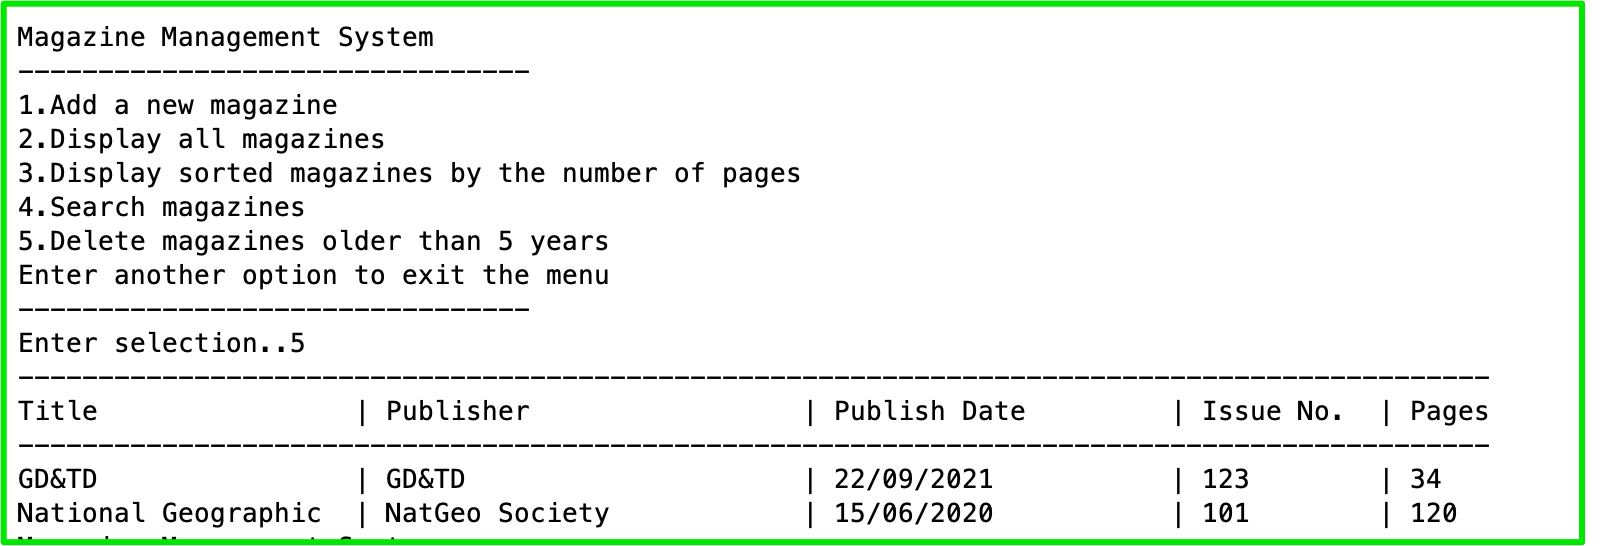 Magazine Management System
--------------------------------
1.Add a new magazine
2.Display all magazines
3.Display sorted magazines by the number of pages
4.Search magazines
5.Delete magazines older than 5 years
Enter another option to exit the menu
--------------------------------
Enter selection..5
--------------------------------------------------------------------------------------------
Title                | Publisher                 | Publish Date         | Issue No.  | Pages
--------------------------------------------------------------------------------------------
GD&TD                | GD&TD                     | 22/09/2021           | 123        | 34
National Geographic  | NatGeo Society            | 15/06/2020           | 101        | 120